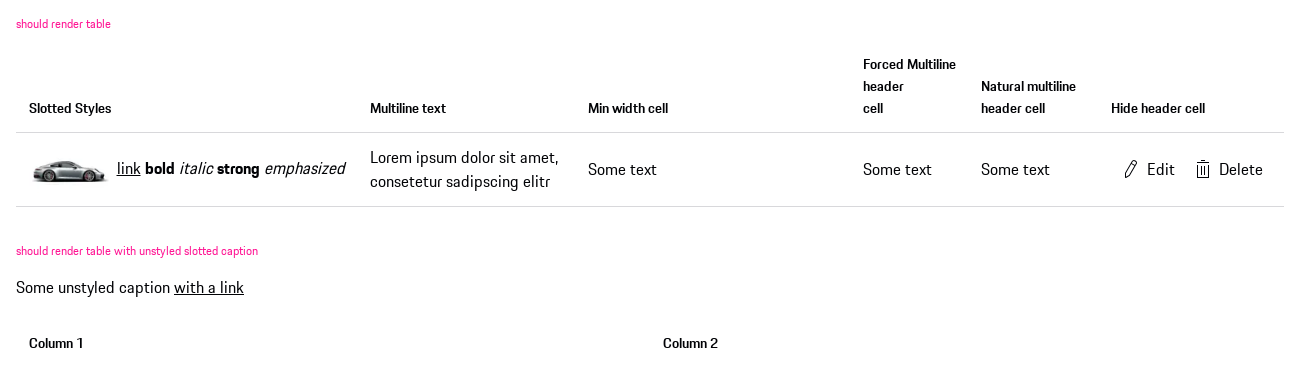 should render table
Forced Multiline
header
Natural multiline
Slotted Styles Multiline text Min width cell cell header cell Hide header cell
link bold italic strong emphasized Lorem ipsum dolor sit amet,
consetetur sadipscing elitr Some text Some text Some text Edit Delete
should render table with unstyled slotted caption
Some unstyled caption with a link
Column 1 Column 2